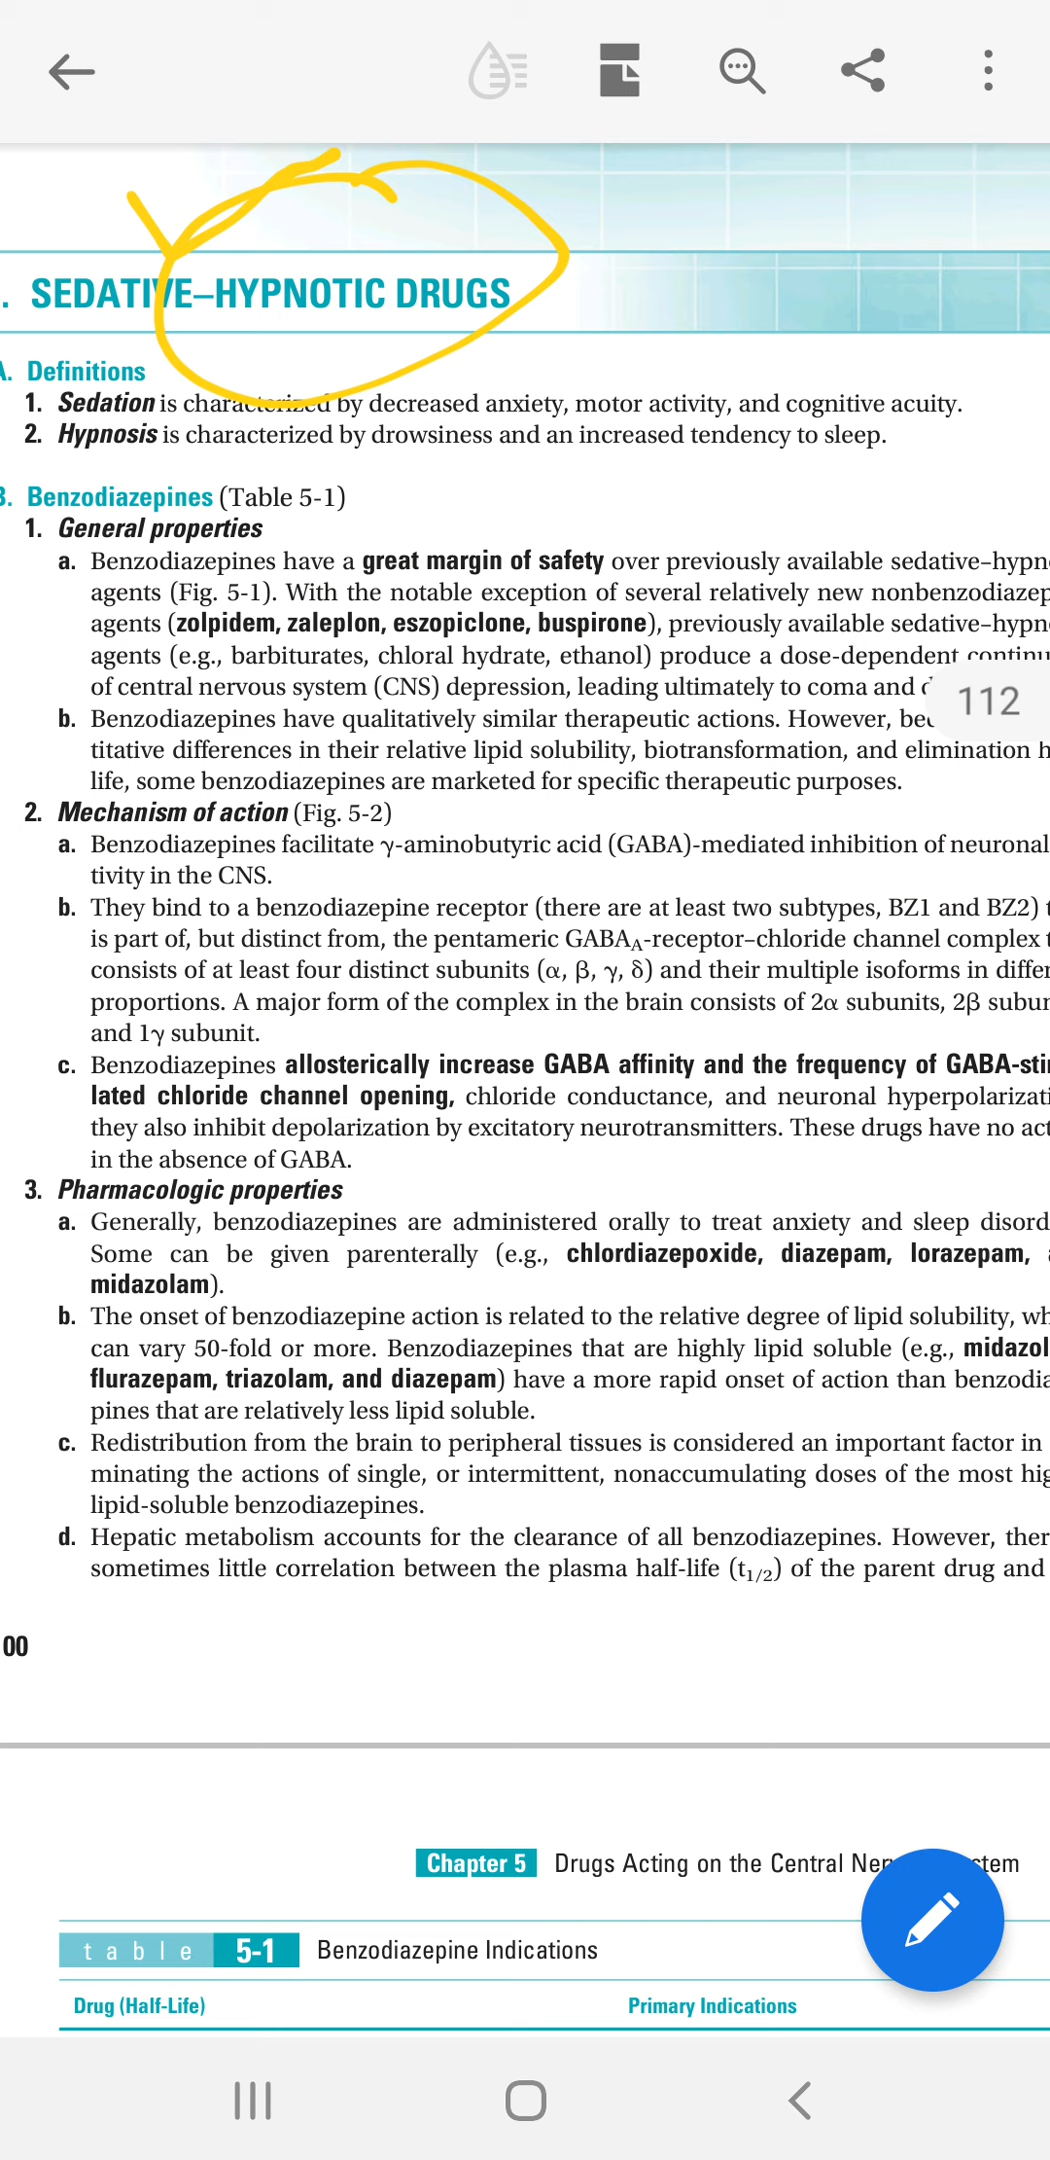 . SEDATIVE–HYPNOTIC DRUGS
A. Definitions
1. Sedation is characterized by decreased anxiety, motor activity, and cognitive acuity.
2. Hypnosis is characterized by drowsiness and an increased tendency to sleep.
B. Benzodiazepines (Table 5-1)
1. General properties
a. Benzodiazepines have a great margin of safety over previously available sedative–hypn
agents (Fig. 5-1). With the notable exception of several relatively new nonbenzodiazep
agents (zolpidem, zaleplon, eszopiclone, buspirone), previously available sedative–hypn
agents (e.g., barbiturates, chloral hydrate, ethanol) produce a dose-dependent continu
of central nervous system (CNS) depression, leading ultimately to coma and
112
b. Benzodiazepines have qualitatively similar therapeutic actions. However, bec
titative differences in their relative lipid solubility, biotransformation, and elimination h
life, some benzodiazepines are marketed for specific therapeutic purposes.
2. Mechanism of action (Fig. 5-2)
a. Benzodiazepines facilitate γ-aminobutyric acid (GABA)-mediated inhibition of neuronal
tivity in the CNS.
b. They bind to a benzodiazepine receptor (there are at least two subtypes, BZ1 and BZ2) t
is part of, but distinct from, the pentameric GABAA-receptor–chloride channel complex t
consists of at least four distinct subunits (α, β, γ, δ) and their multiple isoforms in differ
proportions. A major form of the complex in the brain consists of 2α subunits, 2β subu
and 1γ subunit.
c. Benzodiazepines allosterically increase GABA affinity and the frequency of GABA-sti
lated chloride channel opening, chloride conductance, and neuronal hyperpolarizati
they also inhibit depolarization by excitatory neurotransmitters. These drugs have no act
in the absence of GABA.
3. Pharmacologic properties
a. Generally, benzodiazepines are administered orally to treat anxiety and sleep disord
Some can be given parenterally (e.g., chlordiazepoxide, diazepam, lorazepam,
midazolam).
b. The onset of benzodiazepine action is related to the relative degree of lipid solubility, wh
can vary 50-fold or more. Benzodiazepines that are highly lipid soluble (e.g., midazol
flurazepam, triazolam, and diazepam) have a more rapid onset of action than benzodia
pines that are relatively less lipid soluble.
c. Redistribution from the brain to peripheral tissues is considered an important factor in
minating the actions of single, or intermittent, nonaccumulating doses of the most hig
lipid-soluble benzodiazepines.
d. Hepatic metabolism accounts for the clearance of all benzodiazepines. However, ther
sometimes little correlation between the plasma half-life (t1/2) of the parent drug and
00
Chapter 5 Drugs Acting on the Central Ner stem
table 5-1 Benzodiazepine Indications
Drug (Half-Life) Primary Indications